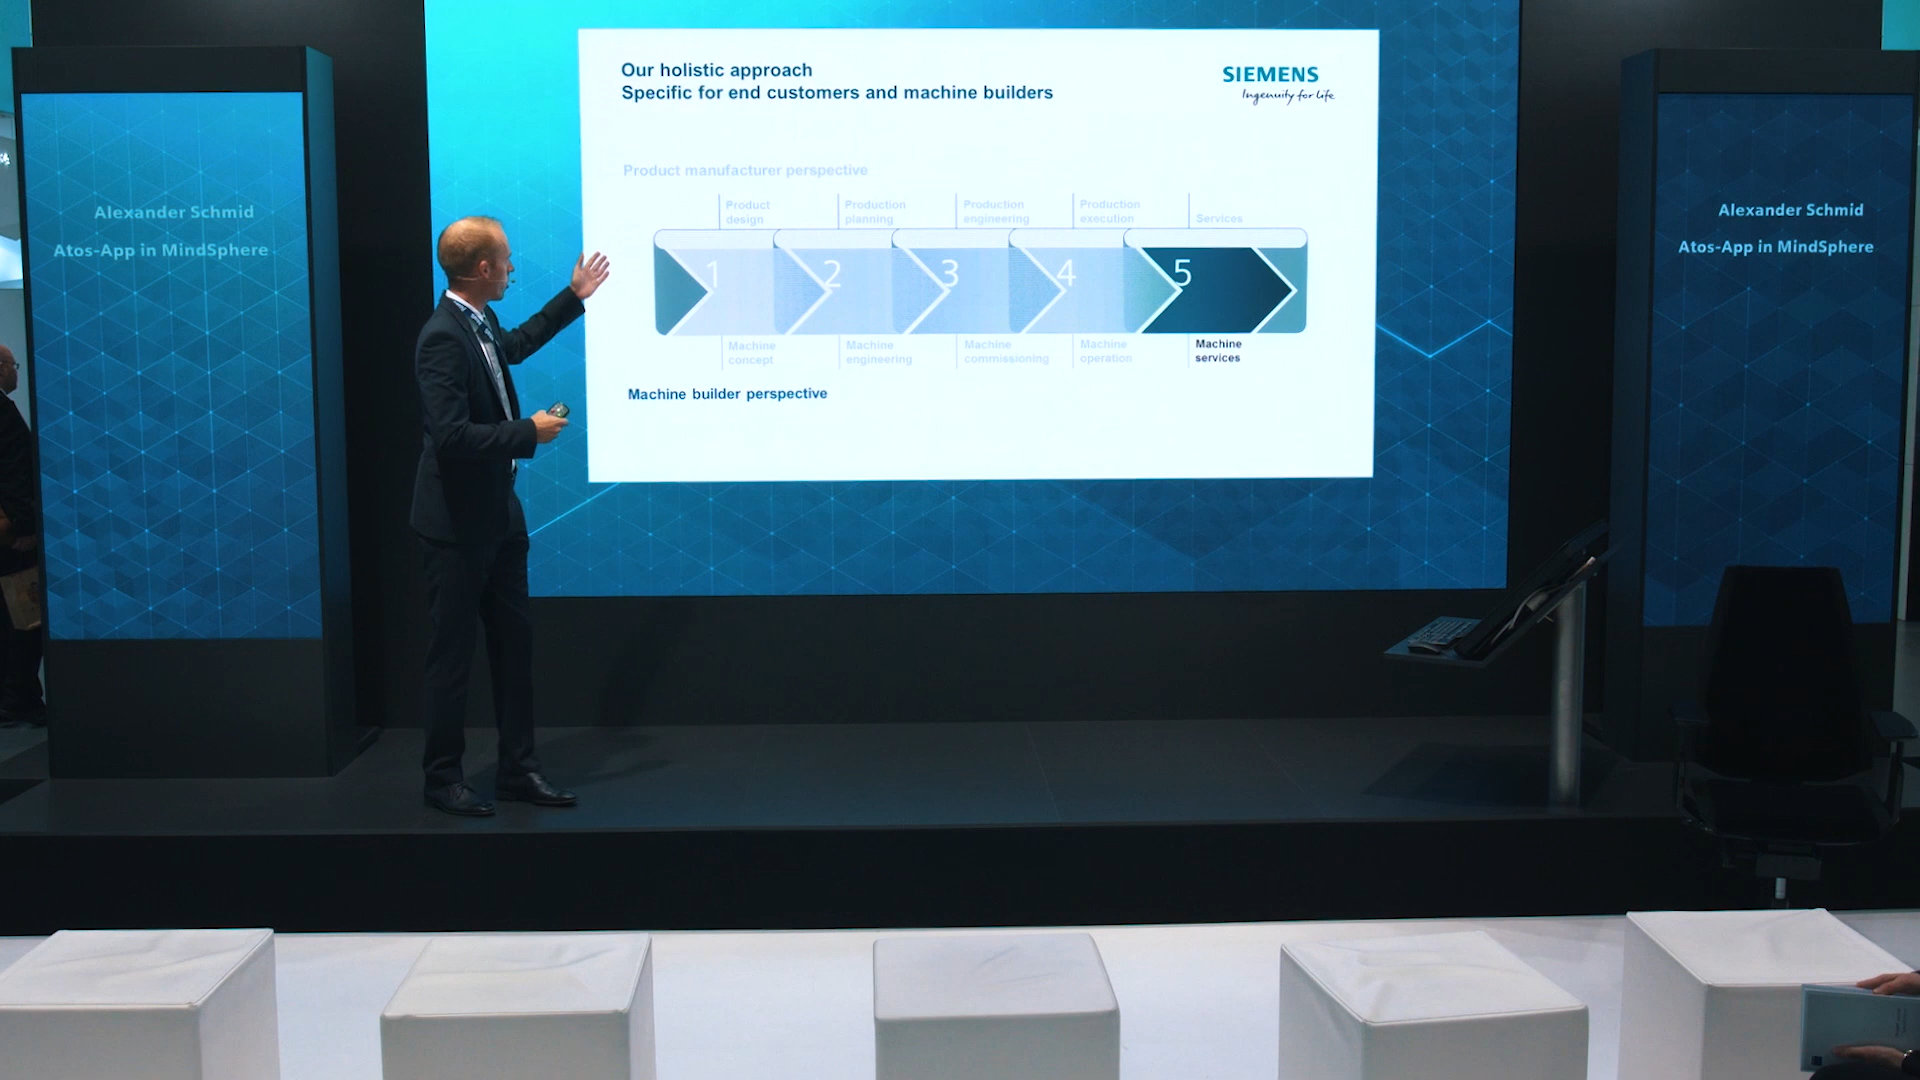 Alexander Schmid
Atos-App in MindSphere
Our holistic approach
Specific for end customers and machine builders
SIEMENS
Ingenuity for life
Product manufacturer perspective
Product
design
Production
planning
Production
engineering
Production
execution
Services
1
2
3
4
5
Machine
concept
Machine
engineering
Machine
commissioning
Machine
operation
Machine
services
Machine builder perspective
Alexander Schmid
Atos-App in MindSphere